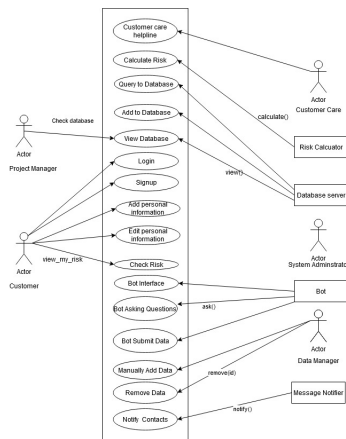 Customer care
helpline
Calculate Risk
Query to Database
Actor
Customer Care
Add to Database
calculate()
Check database
View Database
Risk Calcuator
Actor
Project Manager
Login
view()
Signup
Database server
Add personal
information
Edit personal
information
view_my_risk
Actor
System Adminstrator
Actor
Customer
Check Risk
Bot Interface
Bot
Bot Asking Questions
ask()
Bot Submit Data
Actor
Data Manager
Manually Add Data
remove(id)
Remove Data
Message Notifier
notify()
Notify Contacts